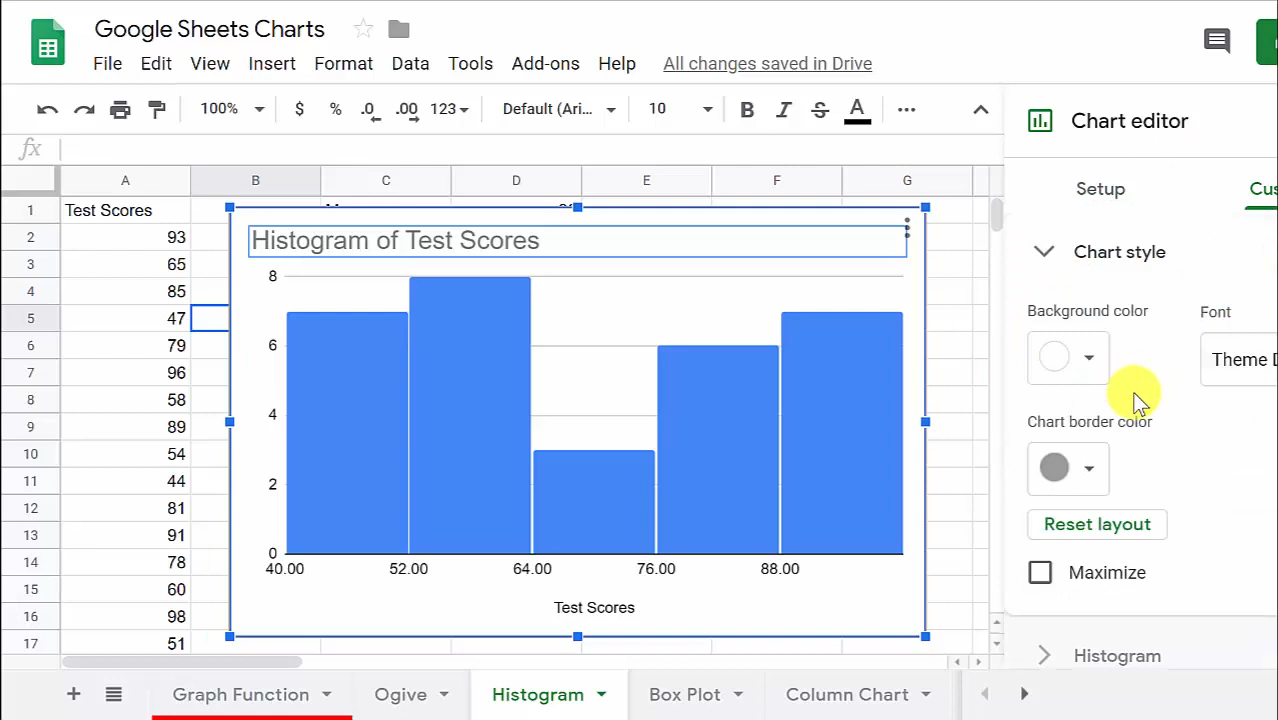 Google Sheets Charts
File Edit View Insert Format Data Tools Add-ons Help All changes saved in Drive
100% $ % .0 .00 123 Default (Ari... 10 B I S A ...
Chart editor
fx
A B C D E F G
Setup
1 Test Scores
Chart style
2 93
3 65
4 85
5 47
6 79
7 96
8 58
9 89
10 54
11 44
12 81
13 91
14 78
15 60
16 98
17 51
Histogram of Test Scores
8
6
4
2
0
40.00 52.00 64.00 76.00 88.00
Test Scores
Background color Font
Theme
Chart border color
Reset layout
Maximize
Histogram
+ Graph Function Ogive Histogram Box Plot Column Chart